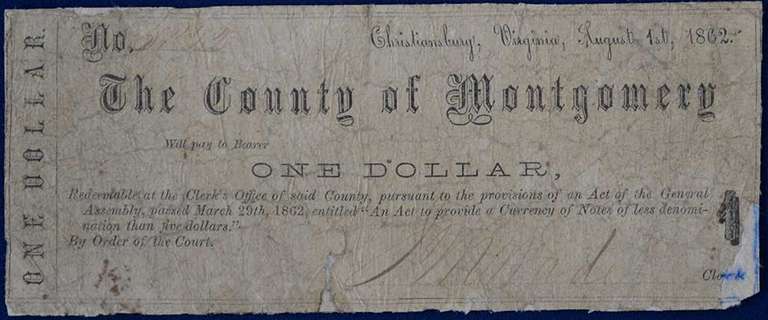 ONE DOLLAR.
No.
Christiansburg, Virginia, August 1st, 1862.
The County of Montgomery
Will pay to Bearer
ONE DOLLAR,
Redeemable at the Clerk's Office of said County, pursuant to the provisions of an Act of the General
Assembly, passed March 29th, 1862, entitled "An Act to provide a Currency of Notes of less denomi-
nation than five dollars."
By Order of the Court.
1
Clerk